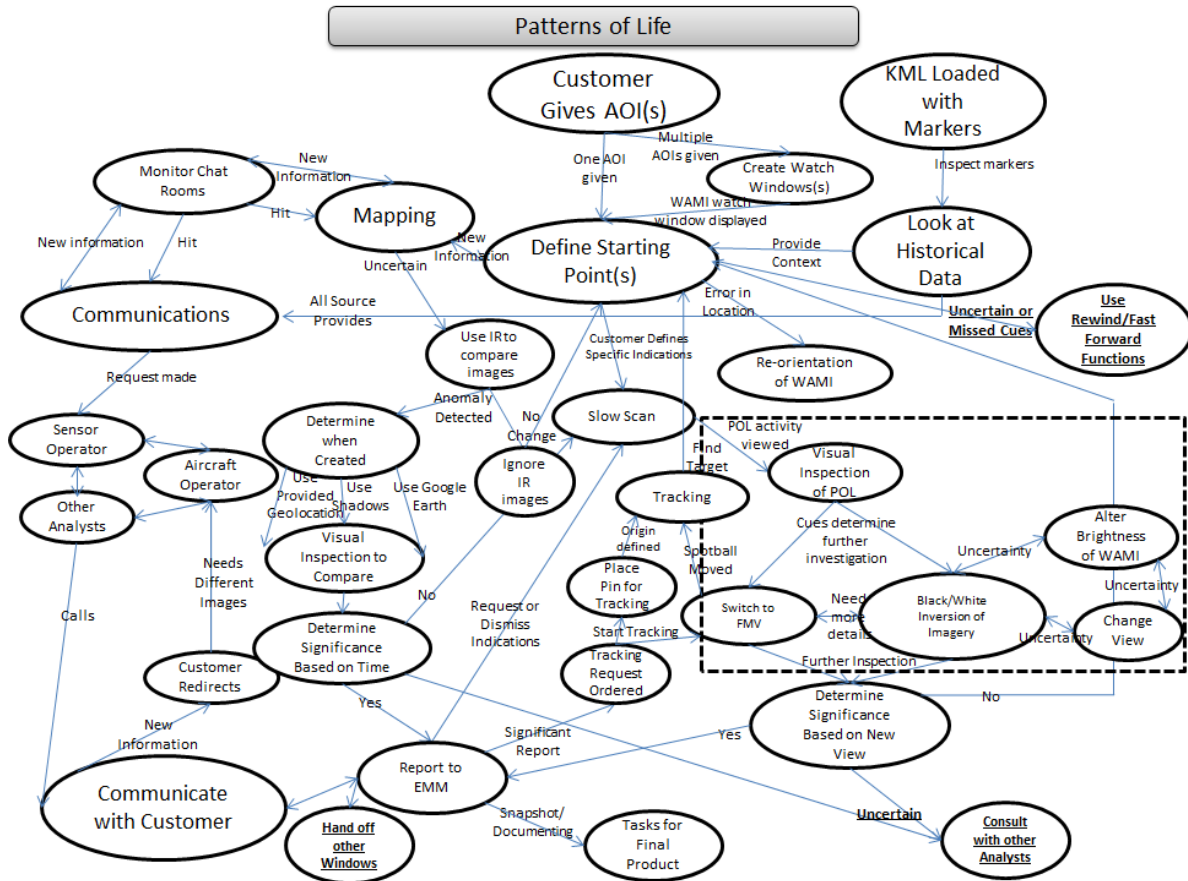 Patterns of Life
Customer
Gives AOI(s)
KML Loaded
with
Markers
Multiple
AOIs given
One AOI
given
Inspect markers
New
Information
Monitor Chat
Rooms
Create Watch
Windows(s)
Hit
Mapping
WAMI watch
window displayed
Look at
Historical
Data
New information
Hit
New
Information
Define Starting
Point(s)
Provide
Context
Uncertain
Communications
All Source
Provides
Error in
Location
Uncertain or
Missed Cues
Use
Rewind/Fast
Forward
Functions
Use IR to
compare
images
Customer Defines
Specific Indications
Re-orientation
of WAMI
Request made
Anomaly
Detected
No
Change
Slow Scan
POL activity
viewed
Sensor
Operator
Determine
when
Created
Aircraft
Operator
Ignore
IR
images
Find
Target
Visual
Inspection
of POL
Use
Provided
Geolocation
Use
Shadows
Use Google
Earth
Tracking
Other
Analysts
Cues determine
further
investigation
Alter
Brightness
of WAMI
Visual
Inspection to
Compare
Origin
defined
Spotball
Moved
Uncertainty
Needs
Different
Images
Place
Pin for
Tracking
Uncertainty
Calls
No
Request or
Dismiss
Indications
Switch to
FMV
Need
more
details
Black/White
Inversion of
Imagery
Uncertainty
Change
View
Determine
Significance
Based on Time
Start Tracking
Customer
Redirects
Tracking
Request
Ordered
Further Inspection
Yes
Determine
Significance
Based on New
View
No
New
Information
Significant
Report
Yes
Communicate
with Customer
Report to
EMM
Snapshot/
Documenting
Uncertain
Hand off
other
Windows
Tasks for
Final
Product
Consult
with other
Analysts